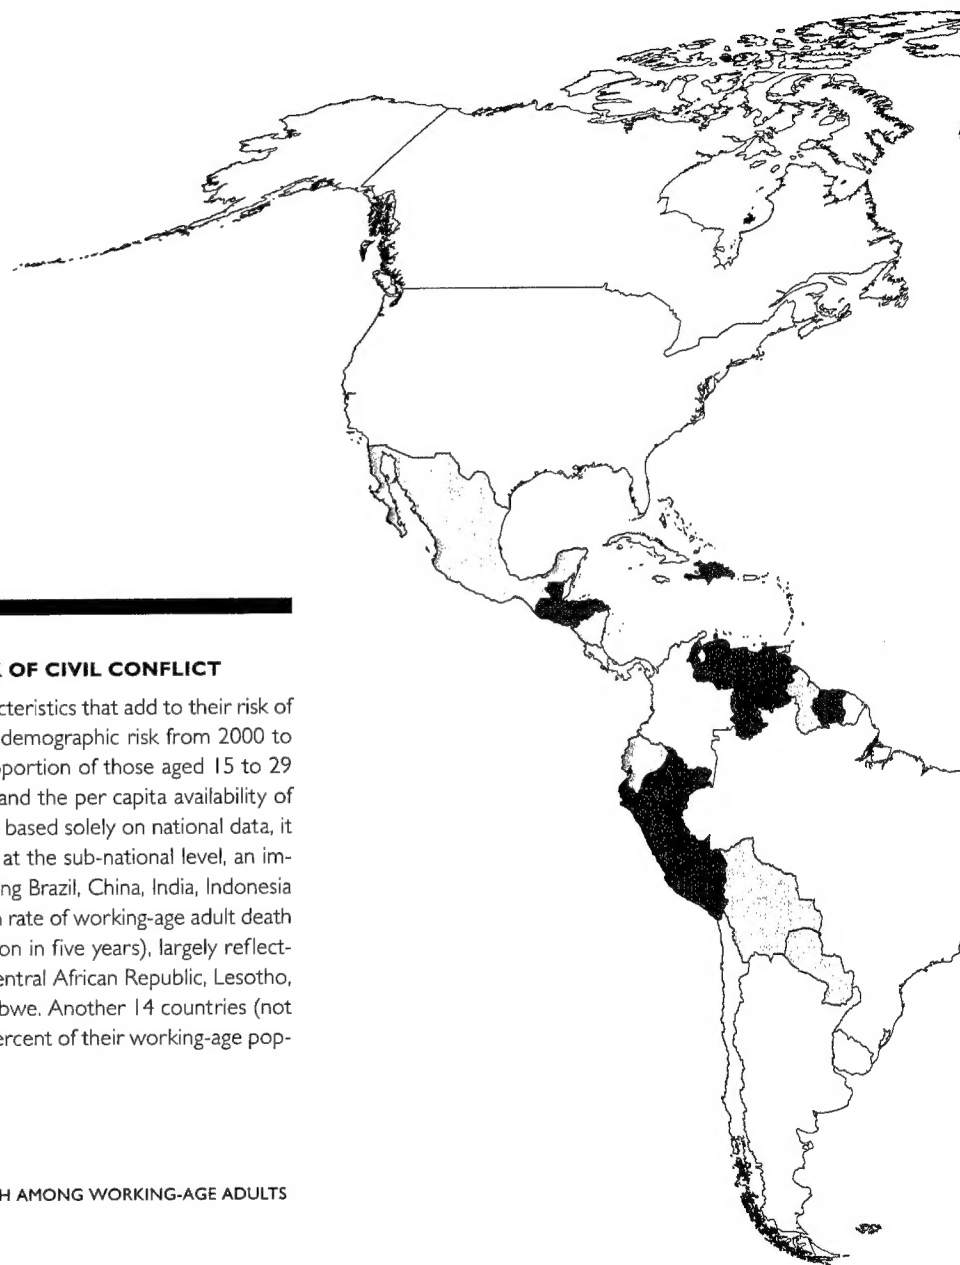 OF CIVIL CONFLICT
cteristics that add to their risk of
demographic risk from 2000 to
portion of those aged 15 to 29
and the per capita availability of
based solely on national data, it
at the sub-national level, an im-
ng Brazil, China, India, Indonesia
rate of working-age adult death
on in five years), largely reflect-
entral African Republic, Lesotho,
bwe. Another 14 countries (not
ercent of their working-age pop-
H AMONG WORKING-AGE ADULTS